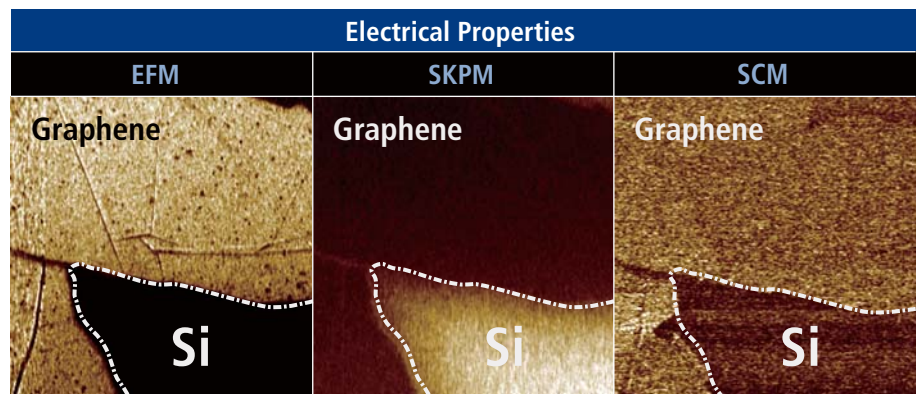 Electrical Properties
EFM SKPM SCM
Graphene Graphene Graphene
Si Si Si